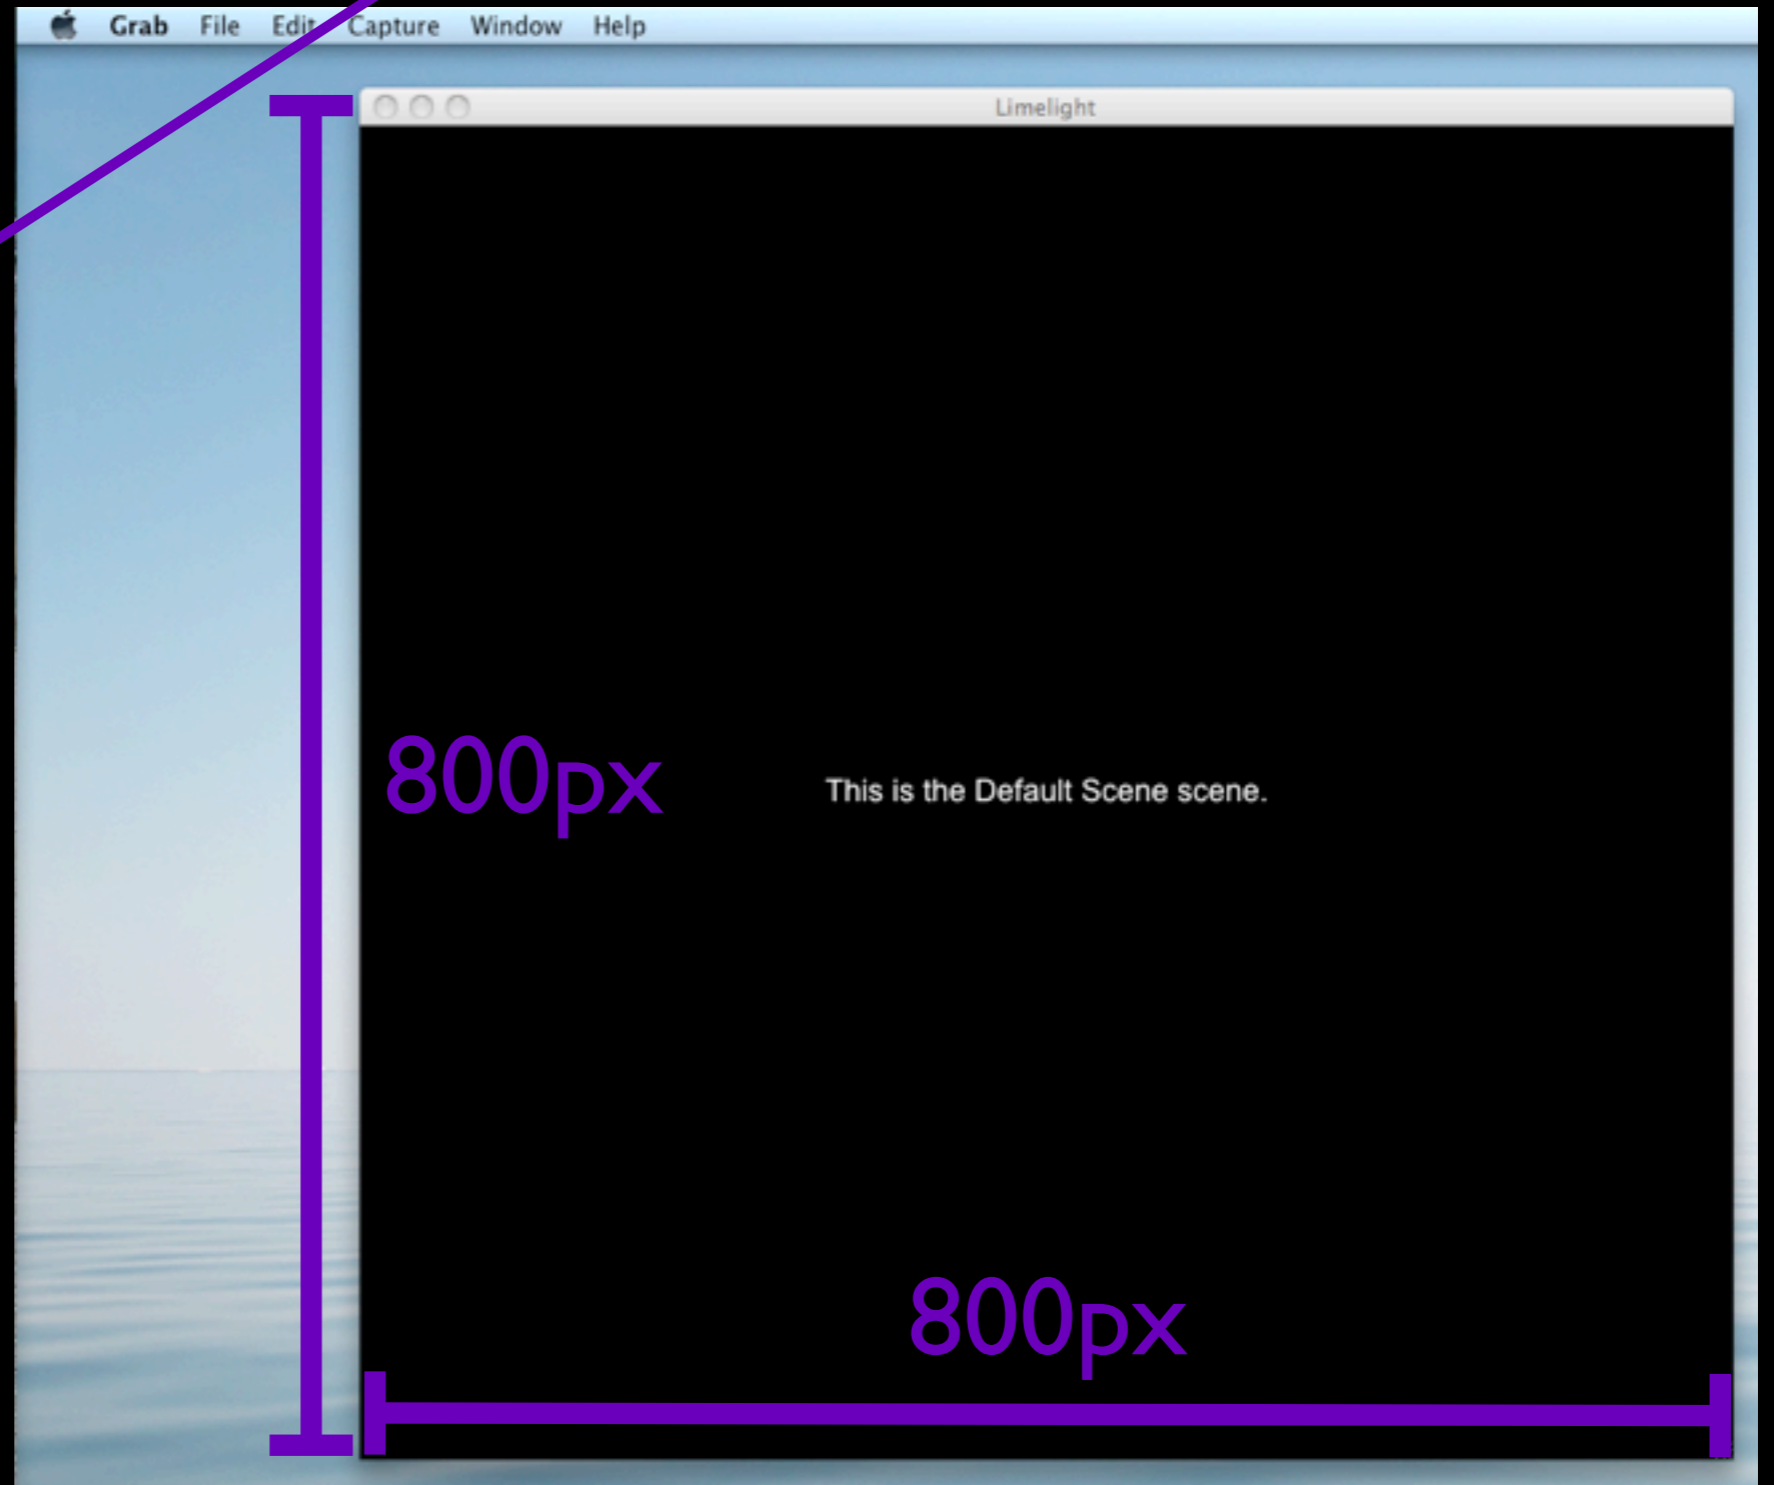 Grab File Edit Capture Window Help
Limelight
800px
This is the Default Scene scene.
800px